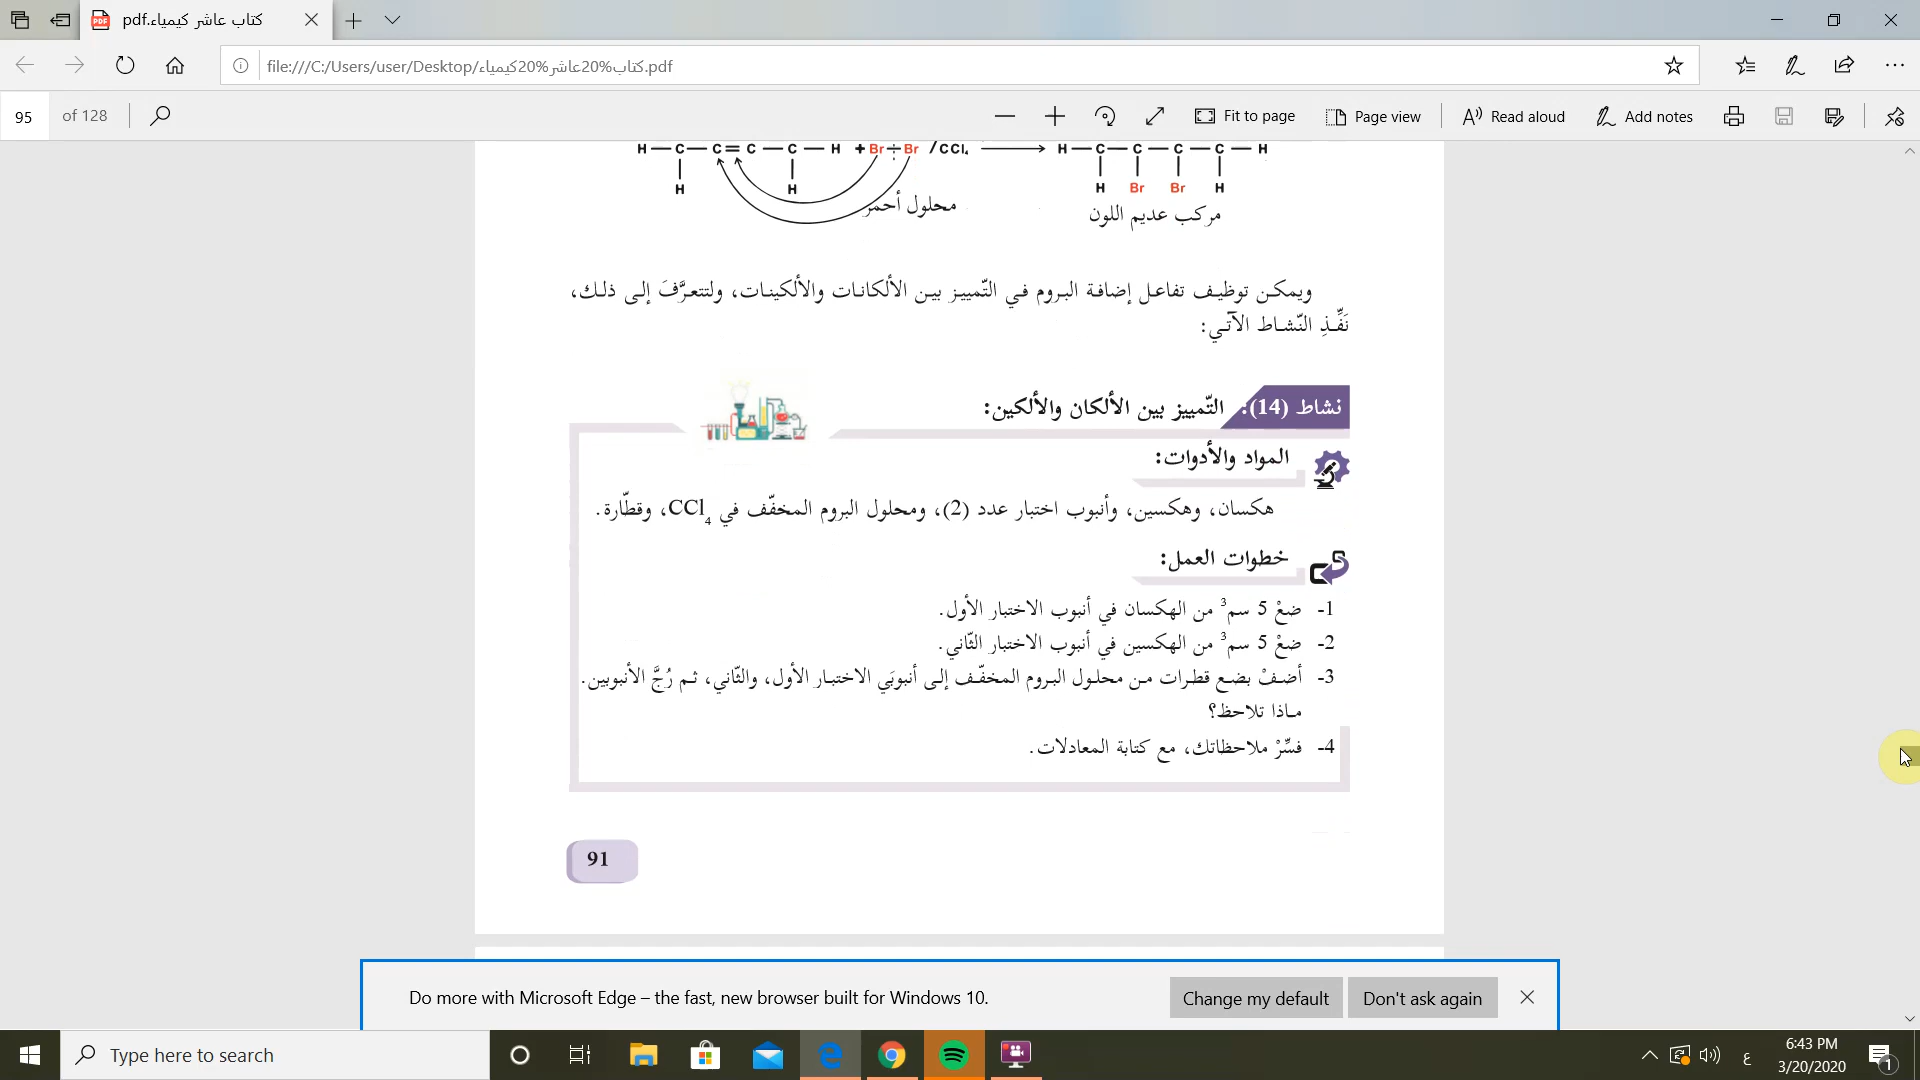 كتاب عاشر كيمياء.pdf
file:///C:/Users/user/Desktop/كتاب%20عاشر%20كيمياء.pdf
95 of 128
Fit to page
Page view
Read aloud
Add notes
H C C C C H + Br Br / CCl4 H C C C C H
H H H Br Br H
محلول أحمر
مركب عديم اللون
ويمكن توظيف تفاعل إضافة البروم في التّمييز بين الألكانات والألكينات، ولتتعرَّفَ إلى ذلك،
نَفِّذِ النّشاط الآتي:
نشاط (14): التّمييز بين الألكان والألكين:
المواد والأدوات:
هكسان، وهكسين، وأنبوب اختبار عدد (2)، ومحلول البروم المخفّف في CCl4، وقطّارة.
خطوات العمل:
1- ضعْ 5 سم3 من الهكسان في أنبوب الاختبار الأول.
2- ضعْ 5 سم3 من الهكسين في أنبوب الاختبار الثّاني.
3- أضفْ بضع قطرات من محلول البروم المخفّف إلى أنبوبَي الاختبار الأول، والثّاني، ثم رُجَّ الأنبوبين.
ماذا تلاحظ؟
4- فسِّرْ ملاحظاتك، مع كتابة المعادلات.
91
Do more with Microsoft Edge – the fast, new browser built for Windows 10.
Change my default
Don't ask again
Type here to search
ع
6:43 PM
3/20/2020
1